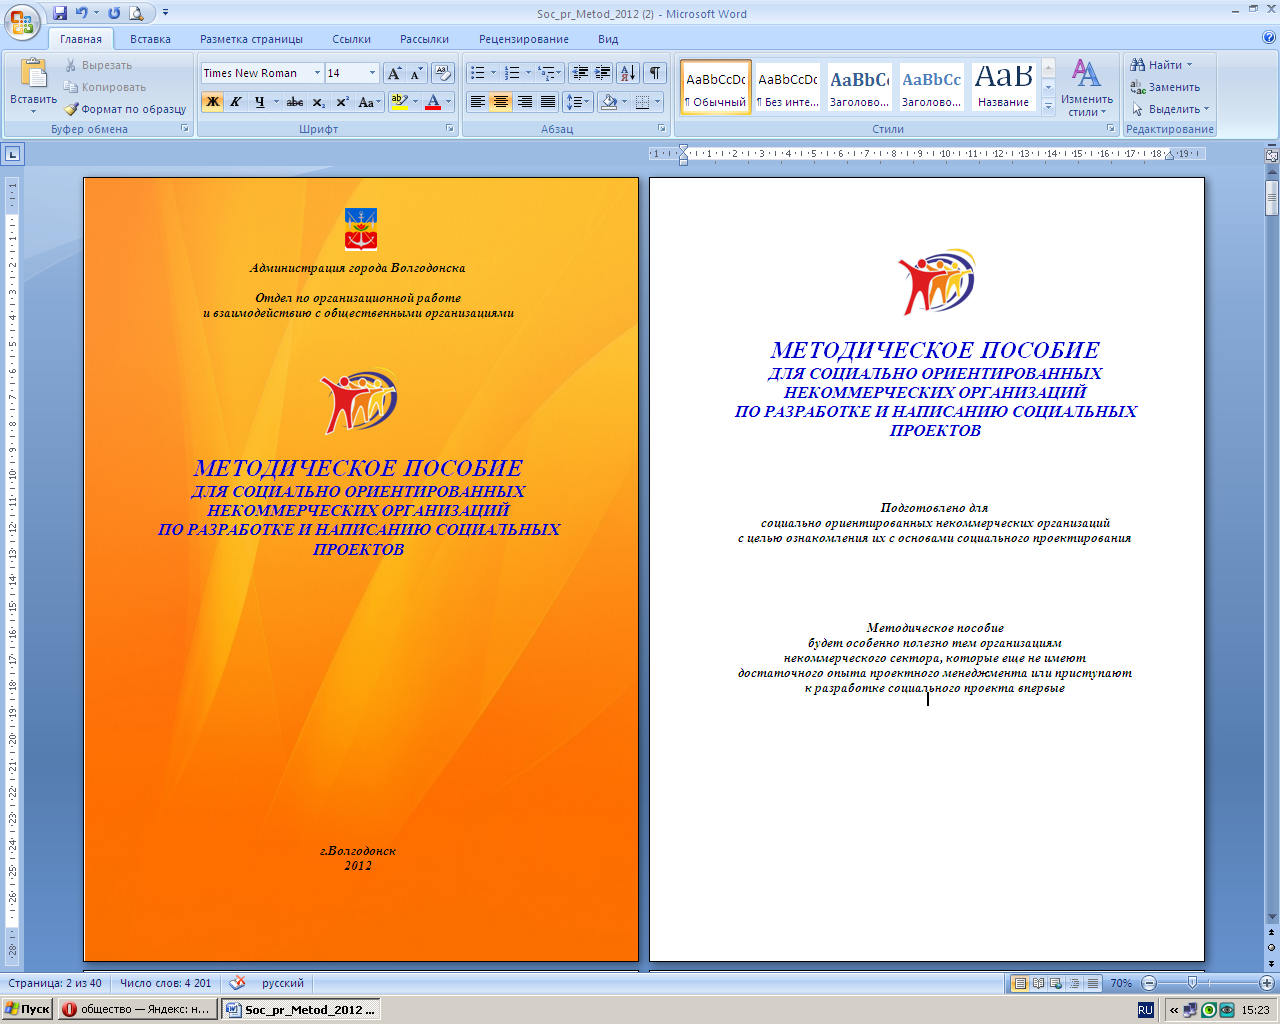 Soc_pr_Metod_2012 (2) - Microsoft Word
Главная Вставка Разметка страницы Ссылки Рассылки Рецензирование Вид
Вставить
Вырезать
Копировать
Формат по образцу
Буфер обмена
Times New Roman 14
Ж К Ч abc x₂ x² Aa
Шрифт
Абзац
AaBbCcDc AaBbCcDc AaBbCc AaBbCc AaB
¶ Обычный ¶ Без инте... Заголово... Заголово... Название
Изменить стили
Стили
Найти
Заменить
Выделить
Редактирование
Администрация города Волгодонска
Отдел по организационной работе
и взаимодействию с общественными организациями
МЕТОДИЧЕСКОЕ ПОСОБИЕ
ДЛЯ СОЦИАЛЬНО ОРИЕНТИРОВАННЫХ
НЕКОММЕРЧЕСКИХ ОРГАНИЗАЦИЙ
ПО РАЗРАБОТКЕ И НАПИСАНИЮ СОЦИАЛЬНЫХ
ПРОЕКТОВ
г.Волгодонск
2012
МЕТОДИЧЕСКОЕ ПОСОБИЕ
ДЛЯ СОЦИАЛЬНО ОРИЕНТИРОВАННЫХ
НЕКОММЕРЧЕСКИХ ОРГАНИЗАЦИЙ
ПО РАЗРАБОТКЕ И НАПИСАНИЮ СОЦИАЛЬНЫХ
ПРОЕКТОВ
Подготовлено для
социально ориентированных некоммерческих организаций
с целью ознакомления их с основами социального проектирования
Методическое пособие
будет особенно полезно тем организациям
некоммерческого сектора, которые еще не имеют
достаточного опыта проектного менеджмента или приступают
к разработке социального проекта впервые
Страница: 2 из 40 Число слов: 4 201 русский 70%
Пуск общество — Яндекс: н... Soc_pr_Metod_2012 ... RU 15:23